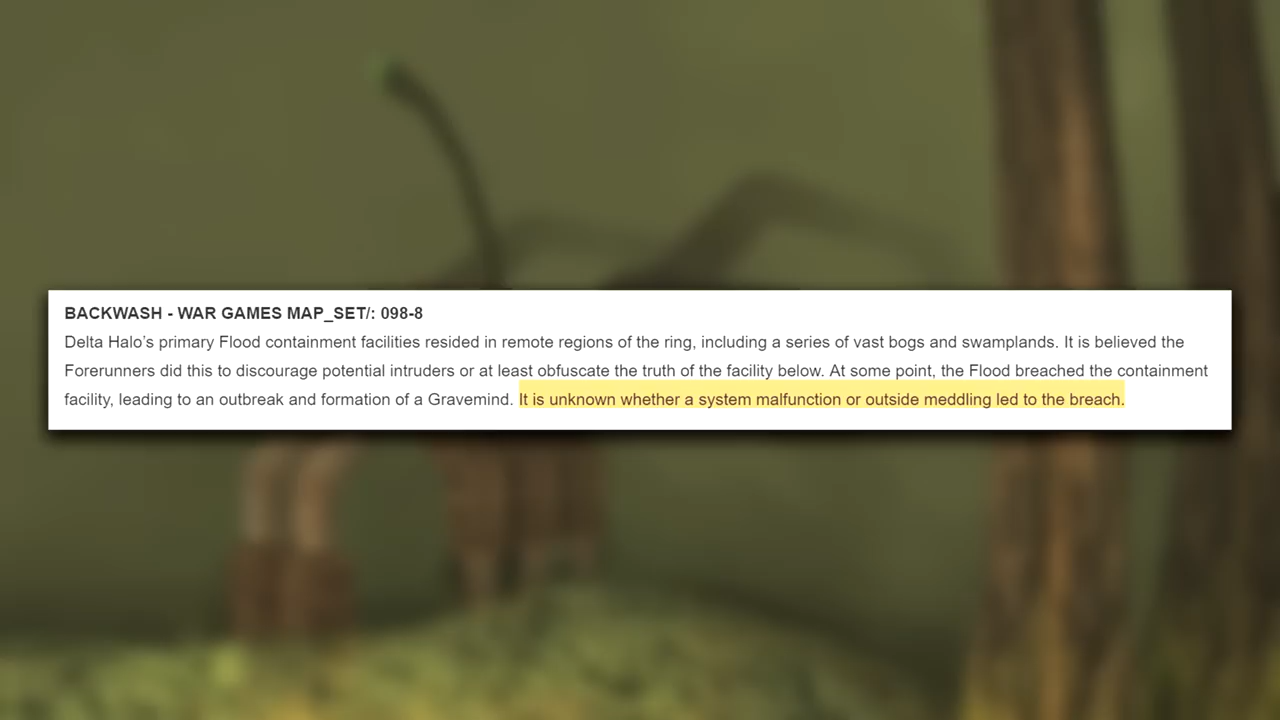 BACKWASH - WAR GAMES MAP_SET/: 098-8
Delta Halo’s primary Flood containment facilities resided in remote regions of the ring, including a series of vast bogs and swamplands. It is believed the
Forerunners did this to discourage potential intruders or at least obfuscate the truth of the facility below. At some point, the Flood breached the containment
facility, leading to an outbreak and formation of a Gravemind. It is unknown whether a system malfunction or outside meddling led to the breach.